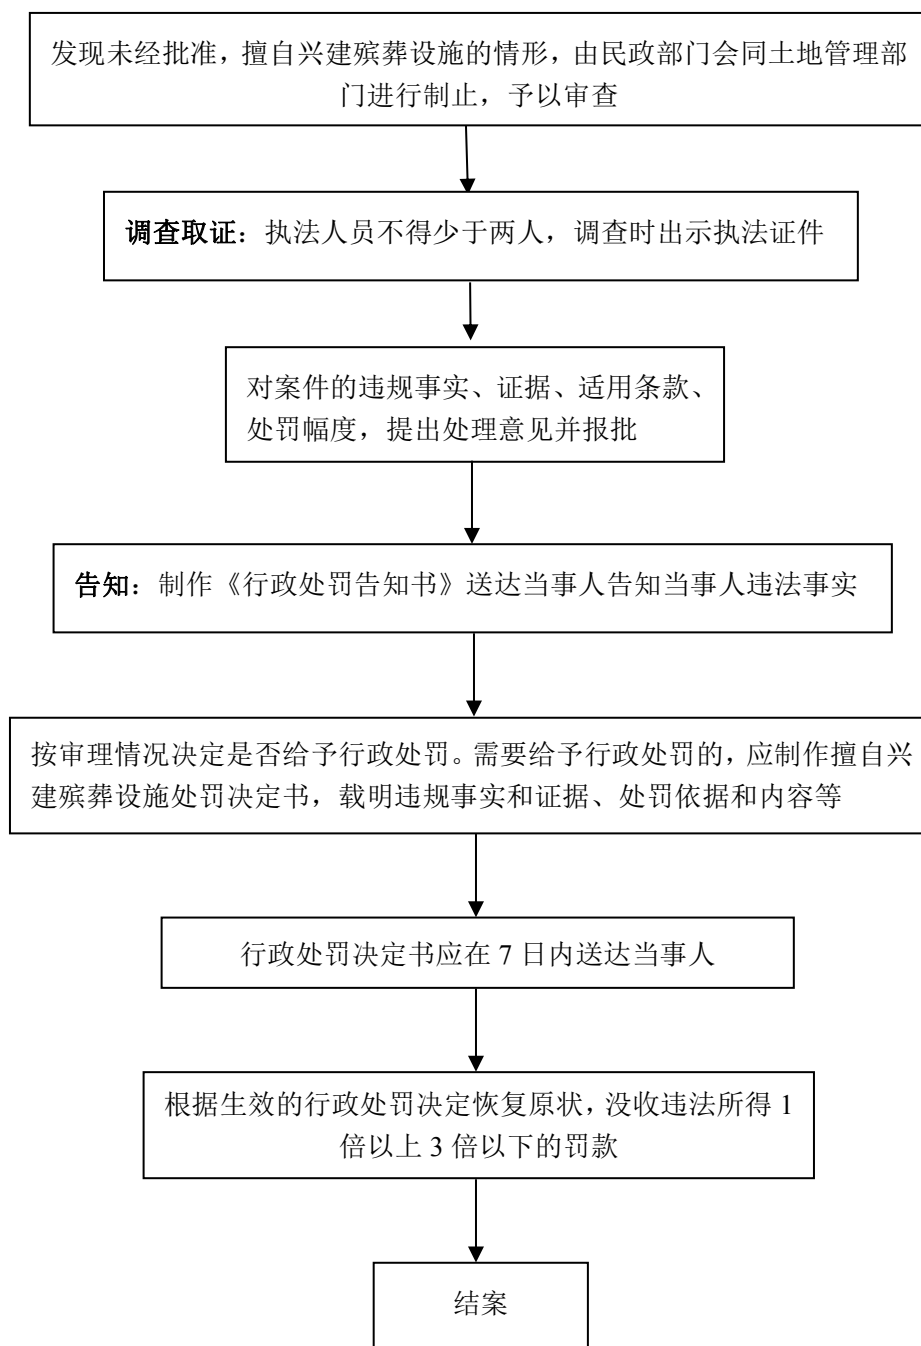 发现未经批准，擅自兴建殡葬设施的情形，由民政部门会同土地管理部
门进行制止，予以审查
调查取证：执法人员不得少于两人，调查时出示执法证件
对案件的违规事实、证据、适用条款、
处罚幅度，提出处理意见并报批
告知：制作《行政处罚告知书》送达当事人告知当事人违法事实
按审理情况决定是否给予行政处罚。需要给予行政处罚的，应制作擅自兴
建殡葬设施处罚决定书，载明违规事实和证据、处罚依据和内容等
行政处罚决定书应在 7 日内送达当事人
根据生效的行政处罚决定恢复原状，没收违法所得 1
倍以上 3 倍以下的罚款
结案